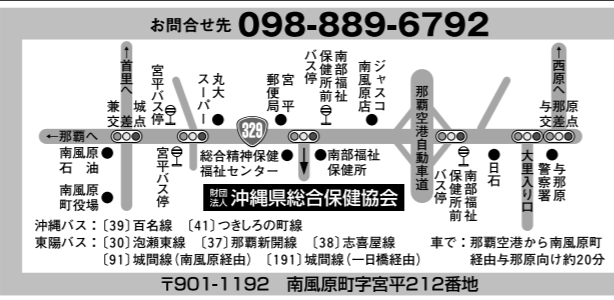 お問合せ先 098-889-6792
↑首里へ
兼城交差点
宮平バス停
丸大スーパー
宮平郵便局
南部福祉保健所前バス停
ジャスコ南風原店
那覇空港自動車道
↑西原へ
与那原交差点
←那覇へ
329
南風原石油
宮平バス停
総合精神保健福祉センター
南部福祉保健所
南部福祉保健所前バス停
日石
大里入り口
与那原警察署
南風原町役場
財団法人 沖縄県総合保健協会
沖縄バス：〔39〕百名線 〔41〕つきしろの町線
東陽バス：〔30〕泡瀬東線 〔37〕那覇新開線 〔38〕志喜屋線
〔91〕城間線（南風原経由） 〔191〕城間線（一日橋経由）
車で：那覇空港から南風原町
経由与那原向け約20分
〒901-1192 南風原町字宮平212番地